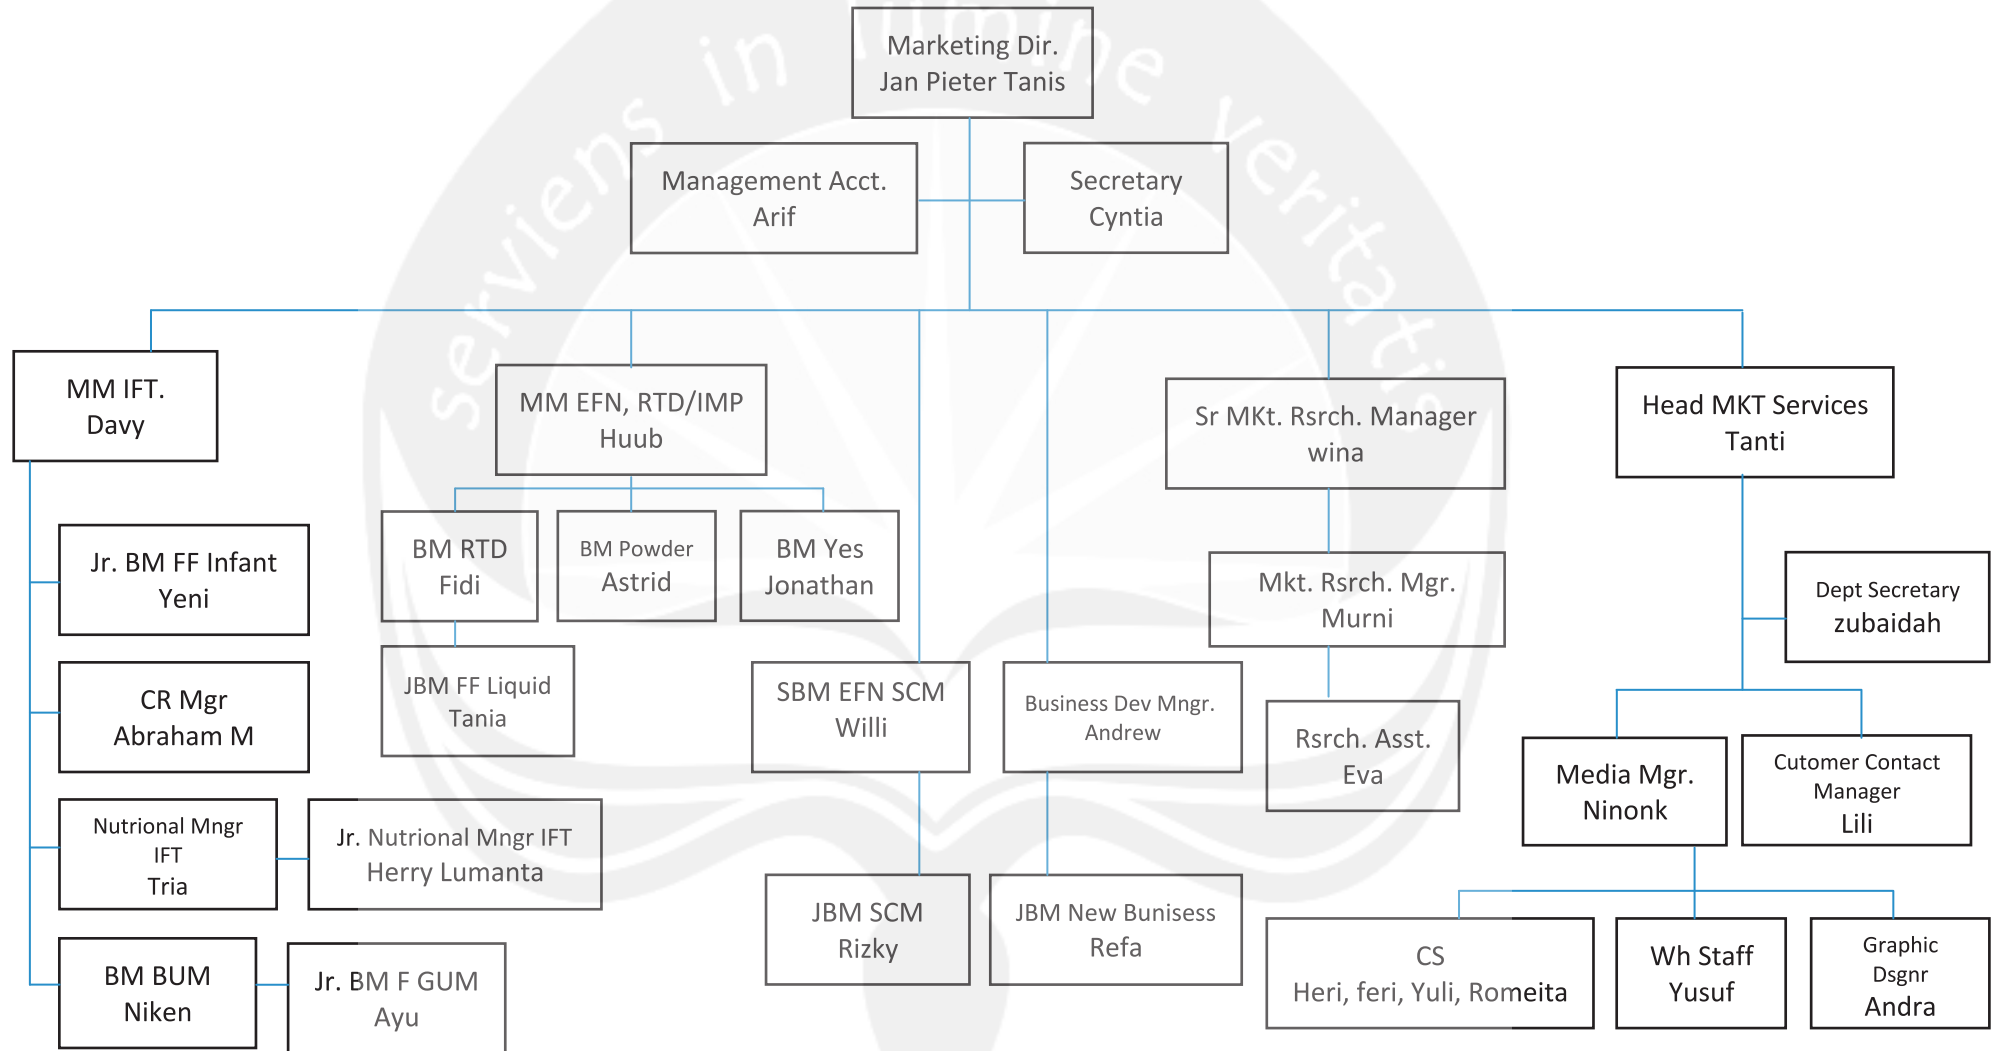 serviens in lumine veritatis
Marketing Dir.
Jan Pieter Tanis
Management Acct.
Arif
Secretary
Cyntia
MM IFT.
Davy
MM EFN, RTD/IMP
Huub
Sr MKt. Rsrch. Manager
wina
Head MKT Services
Tanti
Jr. BM FF Infant
Yeni
BM RTD
Fidi
BM Powder
Astrid
BM Yes
Jonathan
Mkt. Rsrch. Mgr.
Murni
Dept Secretary
zubaidah
CR Mgr
Abraham M
JBM FF Liquid
Tania
SBM EFN SCM
Willi
Business Dev Mngr.
Andrew
Rsrch. Asst.
Eva
Media Mgr.
Ninonk
Cutomer Contact
Manager
Lili
Nutrional Mngr
IFT
Tria
Jr. Nutrional Mngr IFT
Herry Lumanta
JBM SCM
Rizky
JBM New Bunisess
Refa
CS
Heri, feri, Yuli, Romeita
Wh Staff
Yusuf
Graphic
Dsgnr
Andra
BM BUM
Niken
Jr. BM F GUM
Ayu